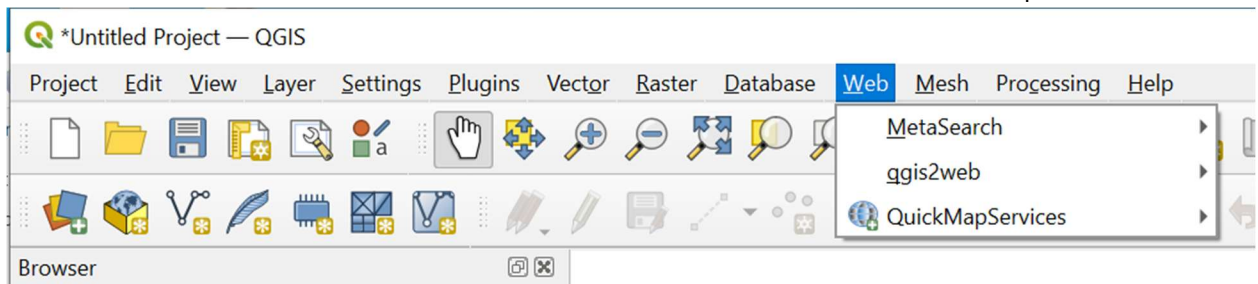 *Untitled Project — QGIS
Project Edit View Layer Settings Plugins Vector Raster Database Web Mesh Processing Help
MetaSearch
a
qgis2web
QuickMapServices
Browser